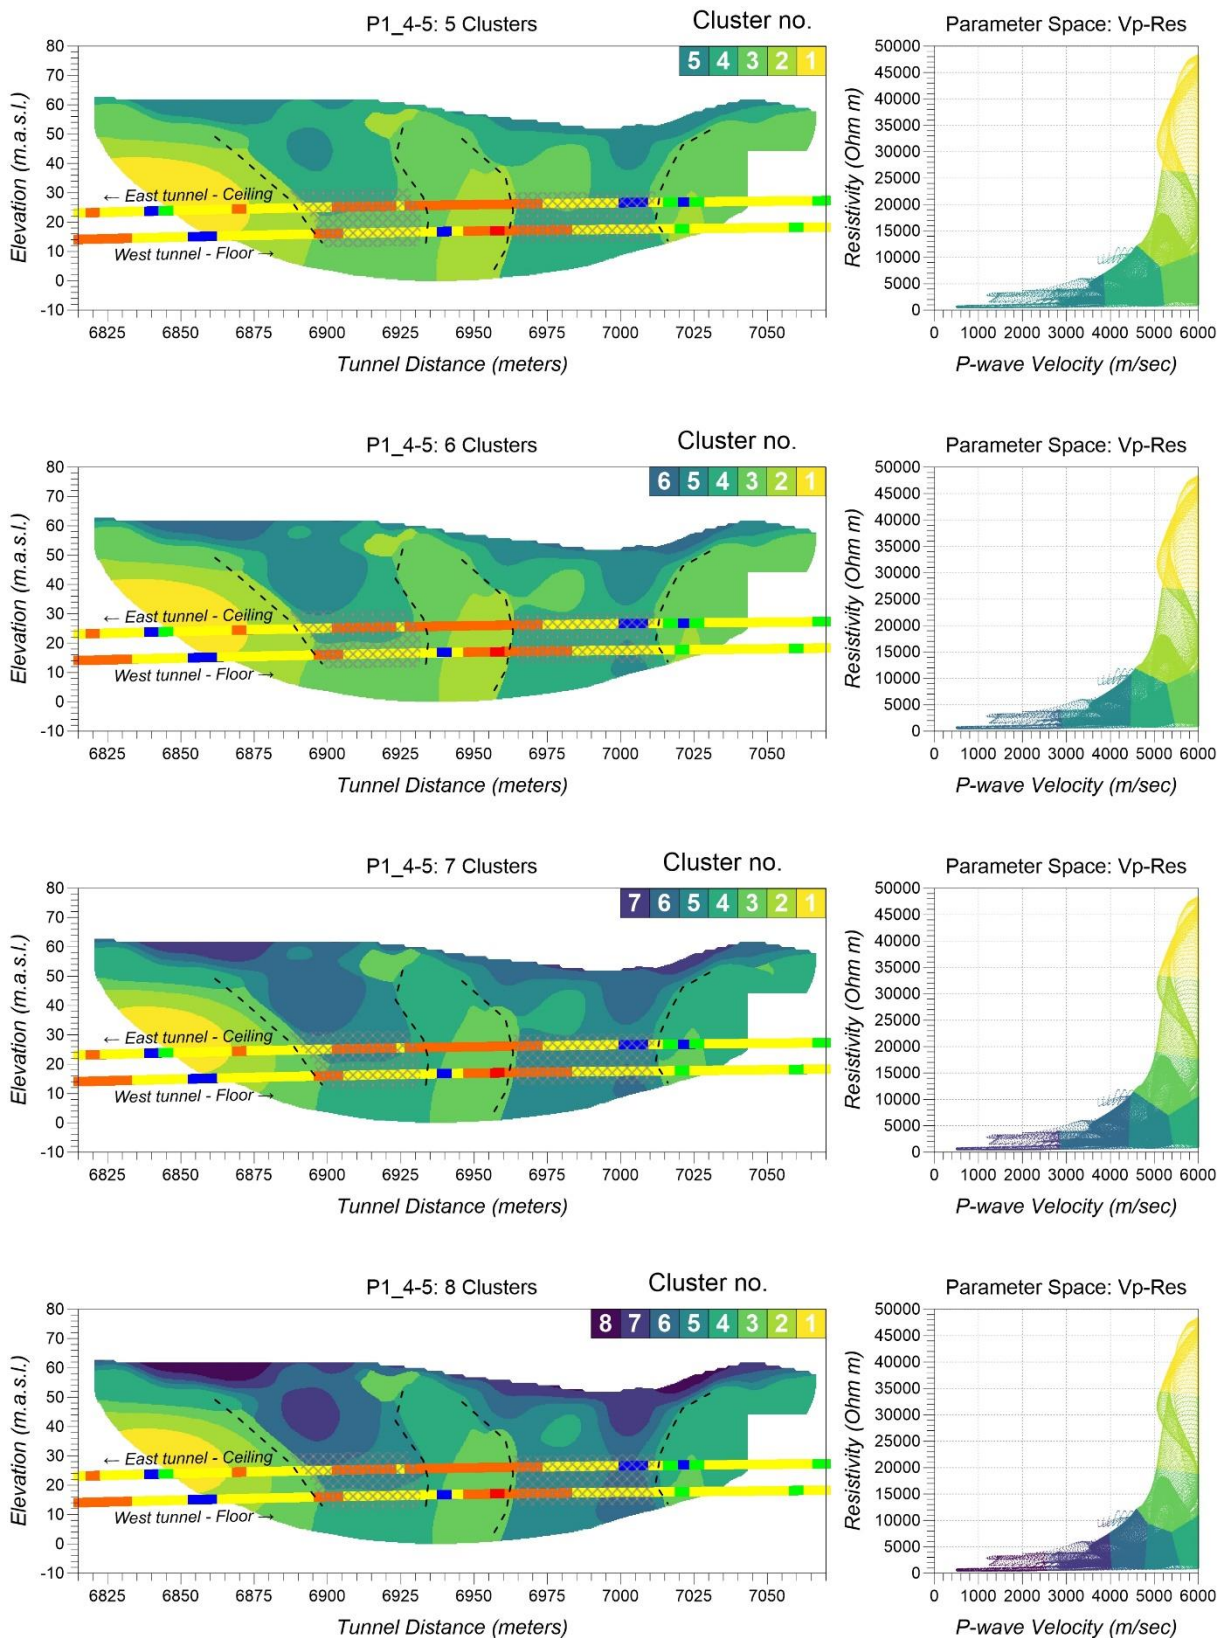 P1_4-5: 5 Clusters
Cluster no.
Parameter Space: Vp-Res
5 4 3 2 1
80
70
60
50
40
30
20
10
0
-10
Elevation (m.a.s.l.)
← East tunnel - Ceiling
West tunnel - Floor →
6825 6850 6875 6900 6925 6950 6975 7000 7025 7050
Tunnel Distance (meters)
50000
45000
40000
35000
30000
25000
20000
15000
10000
5000
0
Resistivity (Ohm m)
0 1000 2000 3000 4000 5000 6000
P-wave Velocity (m/sec)
P1_4-5: 6 Clusters
Cluster no.
Parameter Space: Vp-Res
6 5 4 3 2 1
80
70
60
50
40
30
20
10
0
-10
Elevation (m.a.s.l.)
← East tunnel - Ceiling
West tunnel - Floor →
6825 6850 6875 6900 6925 6950 6975 7000 7025 7050
Tunnel Distance (meters)
50000
45000
40000
35000
30000
25000
20000
15000
10000
5000
0
Resistivity (Ohm m)
0 1000 2000 3000 4000 5000 6000
P-wave Velocity (m/sec)
P1_4-5: 7 Clusters
Cluster no.
Parameter Space: Vp-Res
7 6 5 4 3 2 1
80
70
60
50
40
30
20
10
0
-10
Elevation (m.a.s.l.)
← East tunnel - Ceiling
West tunnel - Floor →
6825 6850 6875 6900 6925 6950 6975 7000 7025 7050
Tunnel Distance (meters)
50000
45000
40000
35000
30000
25000
20000
15000
10000
5000
0
Resistivity (Ohm m)
0 1000 2000 3000 4000 5000 6000
P-wave Velocity (m/sec)
P1_4-5: 8 Clusters
Cluster no.
Parameter Space: Vp-Res
8 7 6 5 4 3 2 1
80
70
60
50
40
30
20
10
0
-10
Elevation (m.a.s.l.)
← East tunnel - Ceiling
West tunnel - Floor →
6825 6850 6875 6900 6925 6950 6975 7000 7025 7050
Tunnel Distance (meters)
50000
45000
40000
35000
30000
25000
20000
15000
10000
5000
0
Resistivity (Ohm m)
0 1000 2000 3000 4000 5000 6000
P-wave Velocity (m/sec)